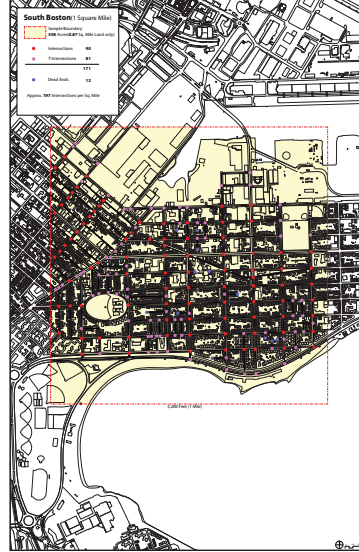 South Boston (1 Square Mile)
Sample Boundary
558 Acres (0.87 Sq. Mile Land only)
Intersections 90
T-Intersections 81
171
Dead Ends 12
Approx. 197 Intersections per Sq. Mile
5,280 Feet (1 Mile)